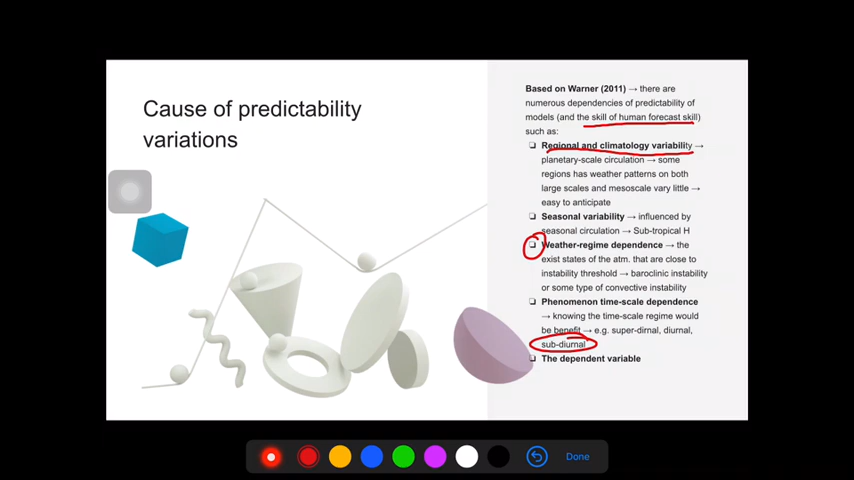 Cause of predictability
variations
Based on Warner (2011) → there are
numerous dependencies of predictability of
models (and the skill of human forecast skill)
such as:
❏ Regional and climatology variability →
planetary-scale circulation → some
regions has weather patterns on both
large scales and mesoscale vary little →
easy to anticipate
❏ Seasonal variability → influenced by
seasonal circulation → Sub-tropical H
❏ Weather-regime dependence → the
exist states of the atm. that are close to
instability threshold → baroclinic instability
or some type of convective instability
❏ Phenomenon time-scale dependence
→ knowing the time-scale regime would
be benefit → e.g. super-dirnal, diurnal,
sub-diurnal
❏ The dependent variable
Done